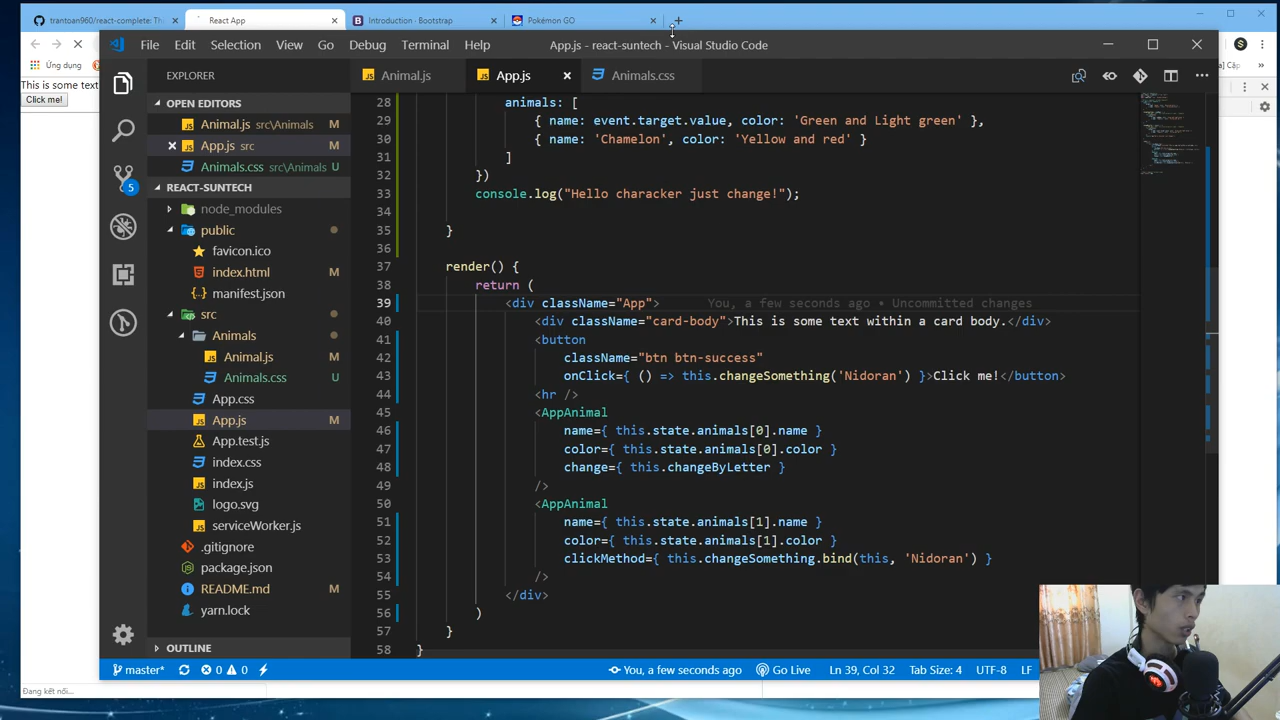 trantoan960/react-complete: Thi
React App
Introduction · Bootstrap
Pokémon GO
File Edit Selection View Go Debug Terminal Help
App.js - react-suntech - Visual Studio Code
Ứng dụng
This is some text
Click me!
EXPLORER
Animal.js
App.js
Animals.css
OPEN EDITORS
Animal.js src\Animals M
App.js src M
Animals.css src\Animals U
REACT-SUNTECH
node_modules
public
favicon.ico
index.html M
manifest.json
src
Animals
Animal.js M
Animals.css U
App.css
App.js M
App.test.js
index.css
index.js
logo.svg
serviceWorker.js
.gitignore
package.json
README.md M
yarn.lock
OUTLINE
5
28 animals: [
29 { name: event.target.value, color: 'Green and Light green' },
30 { name: 'Chamelon', color: 'Yellow and red' }
31 ]
32 })
33 console.log("Hello characker just change!");
34
35 }
36
37 render() {
38 return (
39 <div className="App"> You, a few seconds ago • Uncommitted changes
40 <div className="card-body">This is some text within a card body.</div>
41 <button
42 className="btn btn-success"
43 onClick={ () => this.changeSomething('Nidoran') }>Click me!</button>
44 <hr />
45 <AppAnimal
46 name={ this.state.animals[0].name }
47 color={ this.state.animals[0].color }
48 change={ this.changeByLetter }
49 />
50 <AppAnimal
51 name={ this.state.animals[1].name }
52 color={ this.state.animals[1].color }
53 clickMethod={ this.changeSomething.bind(this, 'Nidoran') }
54 />
55 </div>
56 )
57 }
58 }
master* 0 0 You, a few seconds ago Go Live Ln 39, Col 32 Tab Size: 4 UTF-8 LF
Đang kết nối...